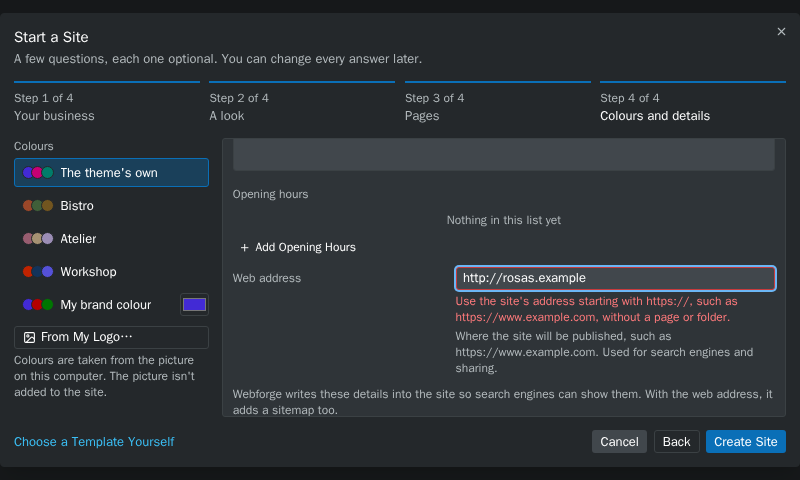 Start a Site
A few questions, each one optional. You can change every answer later.
Step 1 of 4
Your business
Step 2 of 4
A look
Step 3 of 4
Pages
Step 4 of 4
Colours and details
Colours
The theme's own
Bistro
Atelier
Workshop
My brand colour
From My Logo...
Colours are taken from the picture
on this computer. The picture isn't
added to the site.
Opening hours
Nothing in this list yet
+ Add Opening Hours
Web address
http://rosas.example
Use the site's address starting with https://, such as
https://www.example.com, without a page or folder.
Where the site will be published, such as
https://www.example.com. Used for search engines and
sharing.
Webforge writes these details into the site so search engines can show them. With the web address, it
adds a sitemap too.
Choose a Template Yourself
Cancel
Back
Create Site